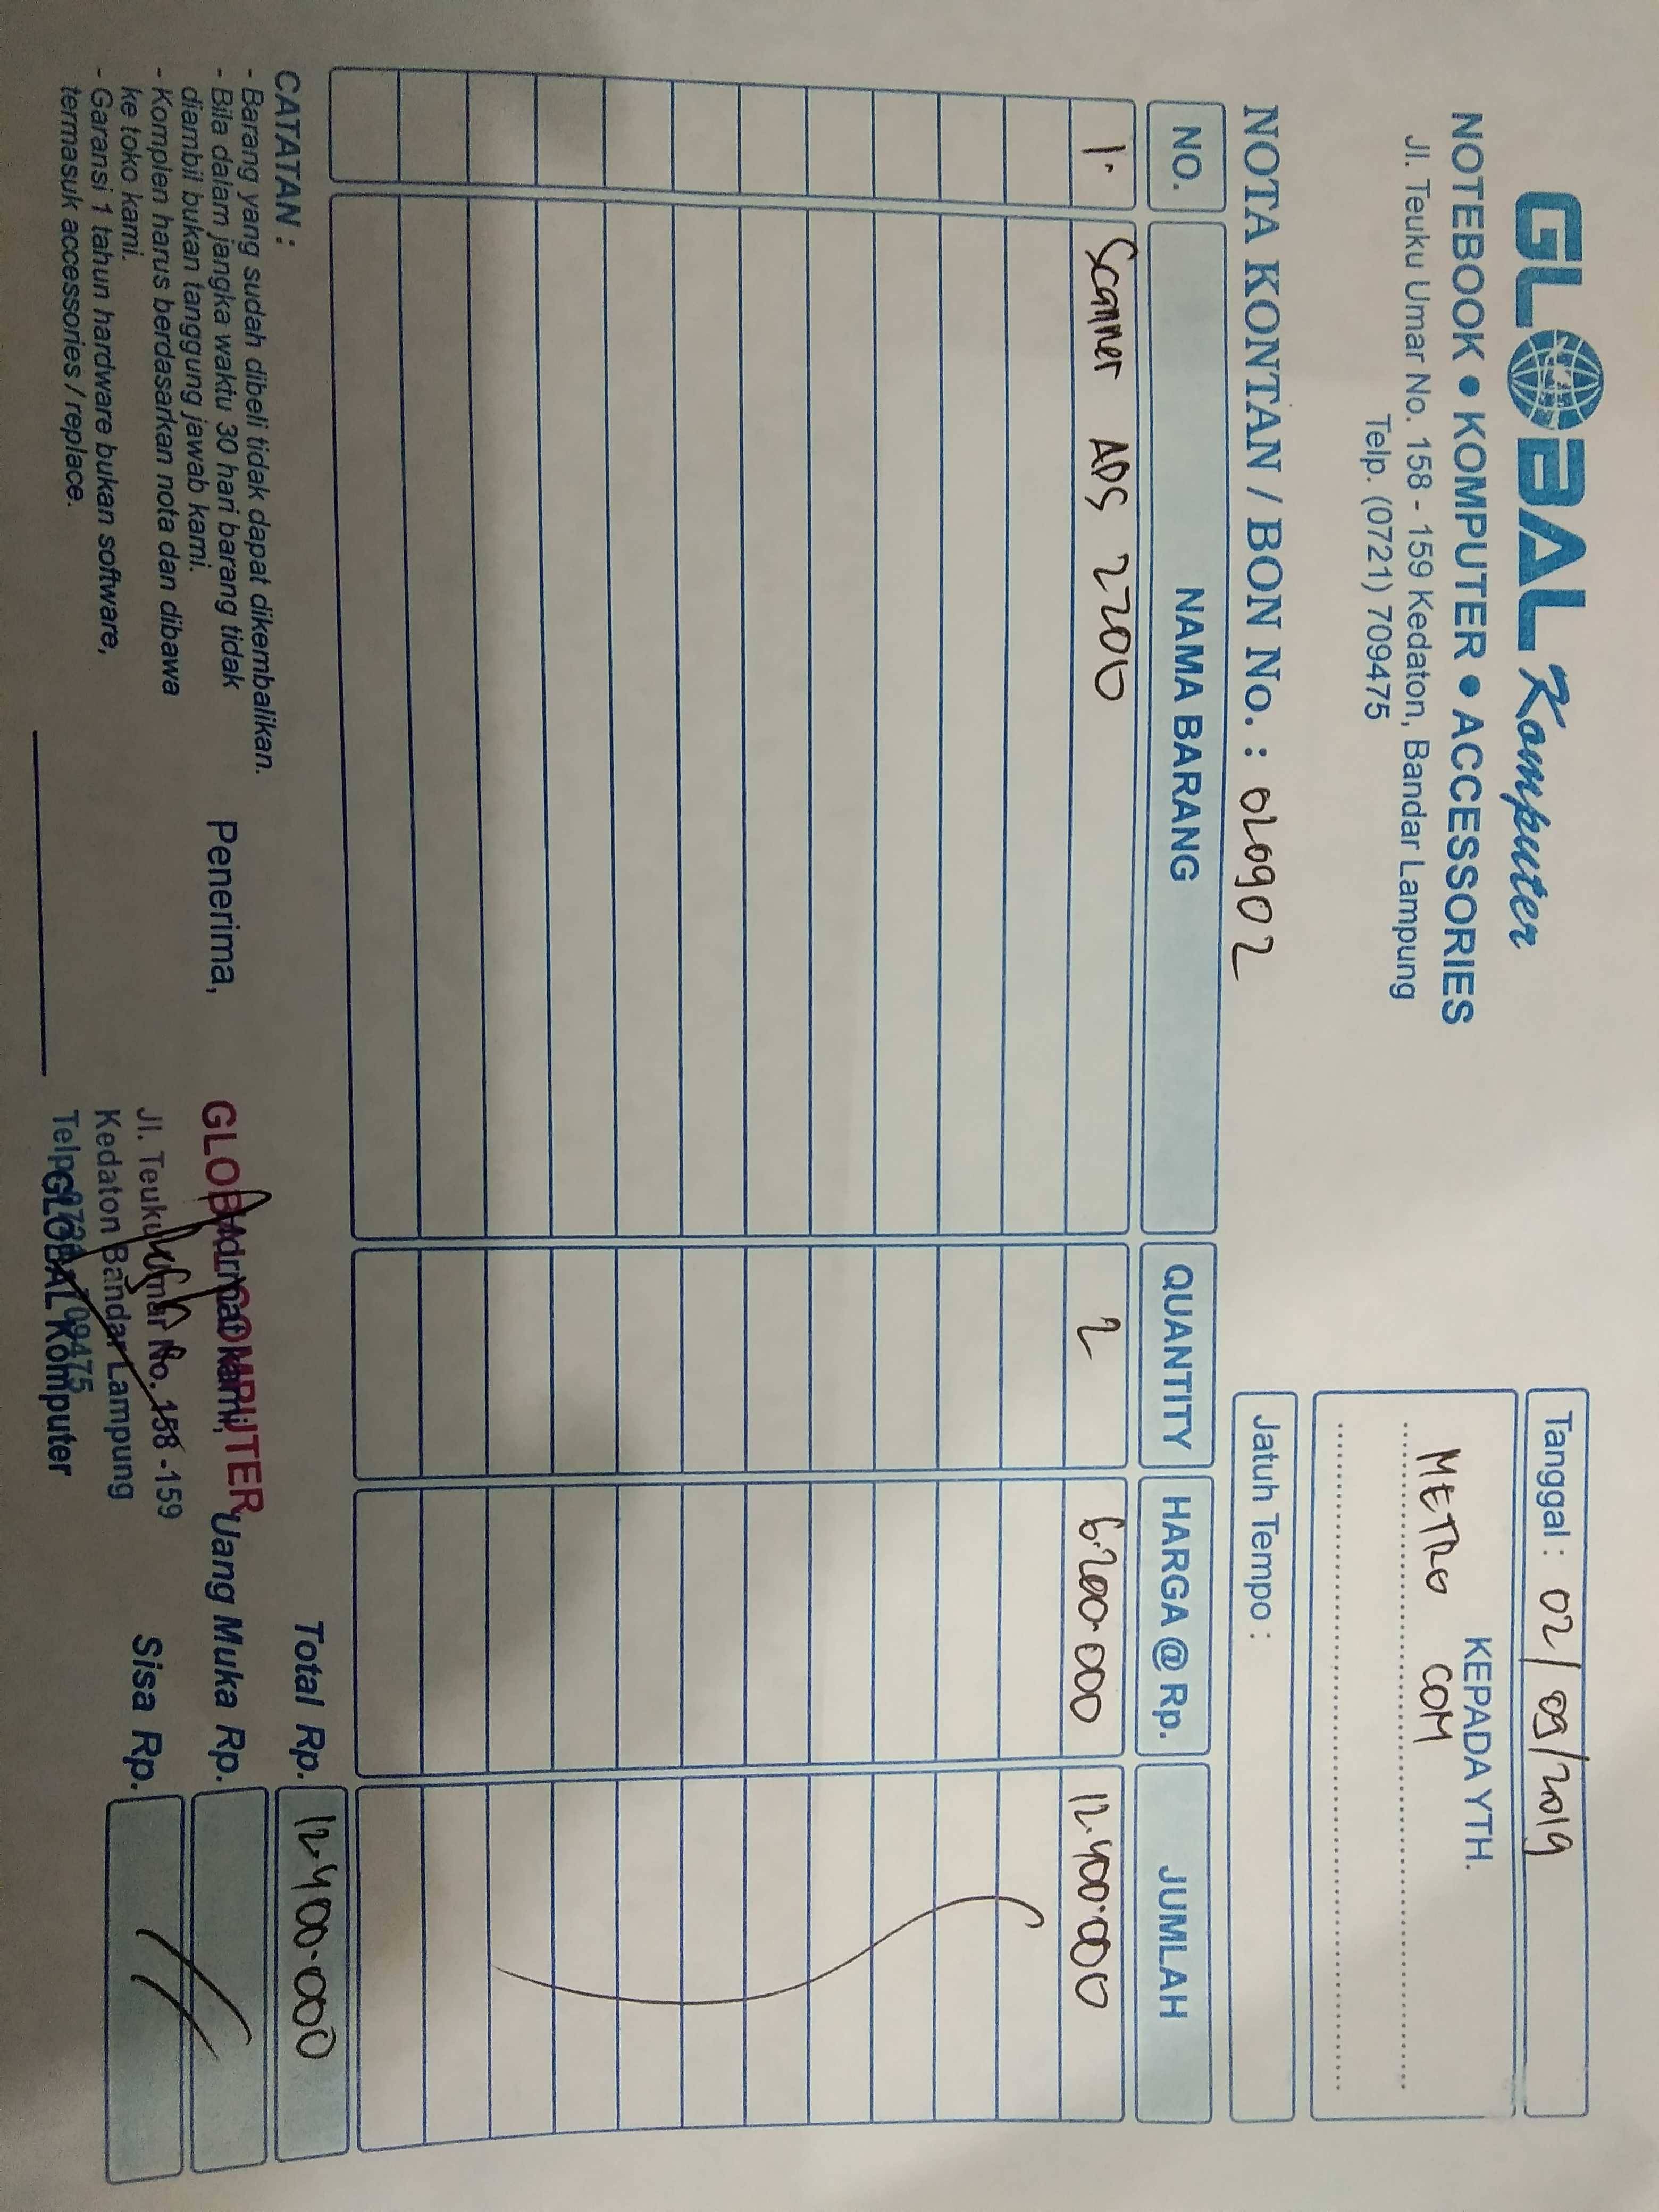 GLOBAL Komputer
NOTEBOOK ● KOMPUTER ● ACCESSORIES
Jl. Teuku Umar No. 158 - 159 Kedaton, Bandar Lampung
Telp. (0721) 709475
Tanggal : 02/09/2019
KEPADA YTH.
METRO COM
Jatuh Tempo :
NOTA KONTAN / BON No. : 020902
NO. NAMA BARANG QUANTITY HARGA @ Rp. JUMLAH
1. Scanner ADS 2200 2 6.200.000 12.400.000
Total Rp. 12.400.000
Uang Muka Rp.
Sisa Rp.
CATATAN :
- Barang yang sudah dibeli tidak dapat dikembalikan.
- Bila dalam jangka waktu 30 hari barang tidak
diambil bukan tanggung jawab kami.
- Komplen harus berdasarkan nota dan dibawa
ke toko kami.
- Garansi 1 tahun hardware bukan software,
termasuk accessories / replace.
Penerima,
Hormat kami,
GLOBAL Komputer
GLOBAL COMPUTER
Jl. Teuku Umar No. 158 -159
Kedaton Bandar Lampung
Telp. 0721 709475